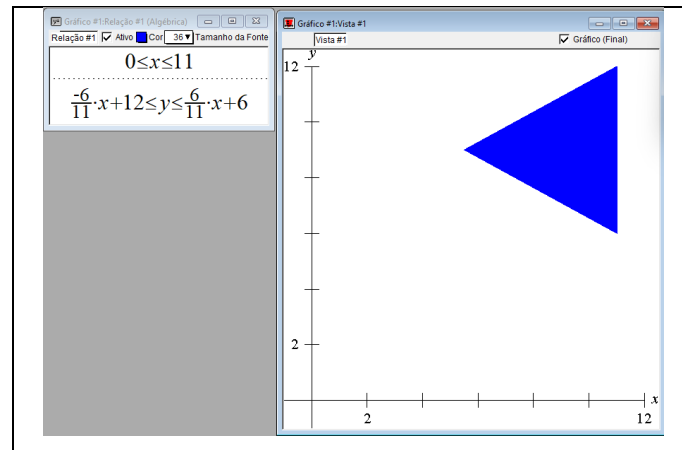 Gráfico #1:Relação #1 (Algébrica)
Relação #1 Ativo Cor 36 Tamanho da Fonte
0≤x≤11
-6/11·x+12≤y≤6/11·x+6
Gráfico #1:Vista #1
Vista #1 Gráfico (Final)
y
12
2
x
2 12